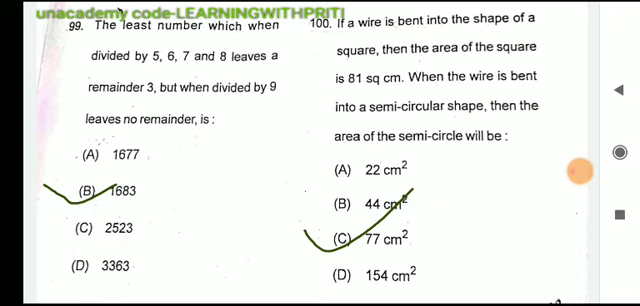 unacademy code-LEARNINGWITHPRITI
99. The least number which when
divided by 5, 6, 7 and 8 leaves a
remainder 3, but when divided by 9
leaves no remainder, is :
(A) 1677
(B) 1683
(C) 2523
(D) 3363
100. If a wire is bent into the shape of a
square, then the area of the square
is 81 sq cm. When the wire is bent
into a semi-circular shape, then the
area of the semi-circle will be :
(A) 22 cm²
(B) 44 cm²
(C) 77 cm²
(D) 154 cm²